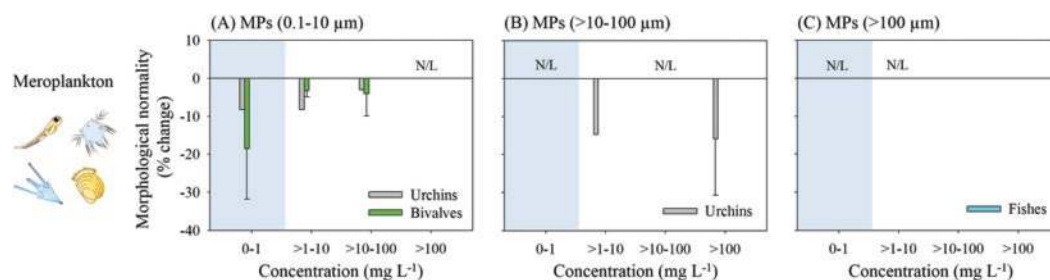 (A) MPs (0.1-10 µm)
(B) MPs (>10-100 µm)
(C) MPs (>100 µm)
Meroplankton
Morphological normality
(% change)
10
0
-10
-20
-30
-40
N/L
Urchins
Bivalves
0-1
>1-10
>10-100
>100
Concentration (mg L⁻¹)
N/L
N/L
Urchins
0-1
>1-10
>10-100
>100
Concentration (mg L⁻¹)
N/L
N/L
Fishes
0-1
>1-10
>10-100
>100
Concentration (mg L⁻¹)